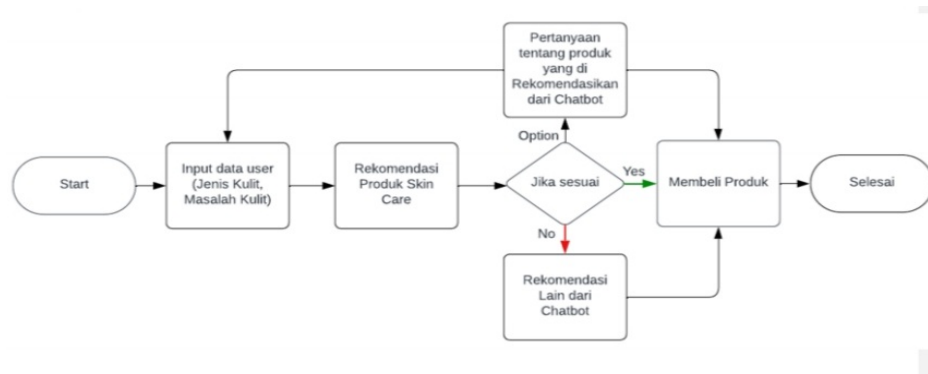 Pertanyaan
tentang produk
yang di
Rekomendasikan
dari Chatbot
Option
Start
Input data user
(Jenis Kulit,
Masalah Kulit)
Rekomendasi
Produk Skin
Care
Jika sesuai
Yes
Membeli Produk
Selesai
No
Rekomendasi
Lain dari
Chatbot